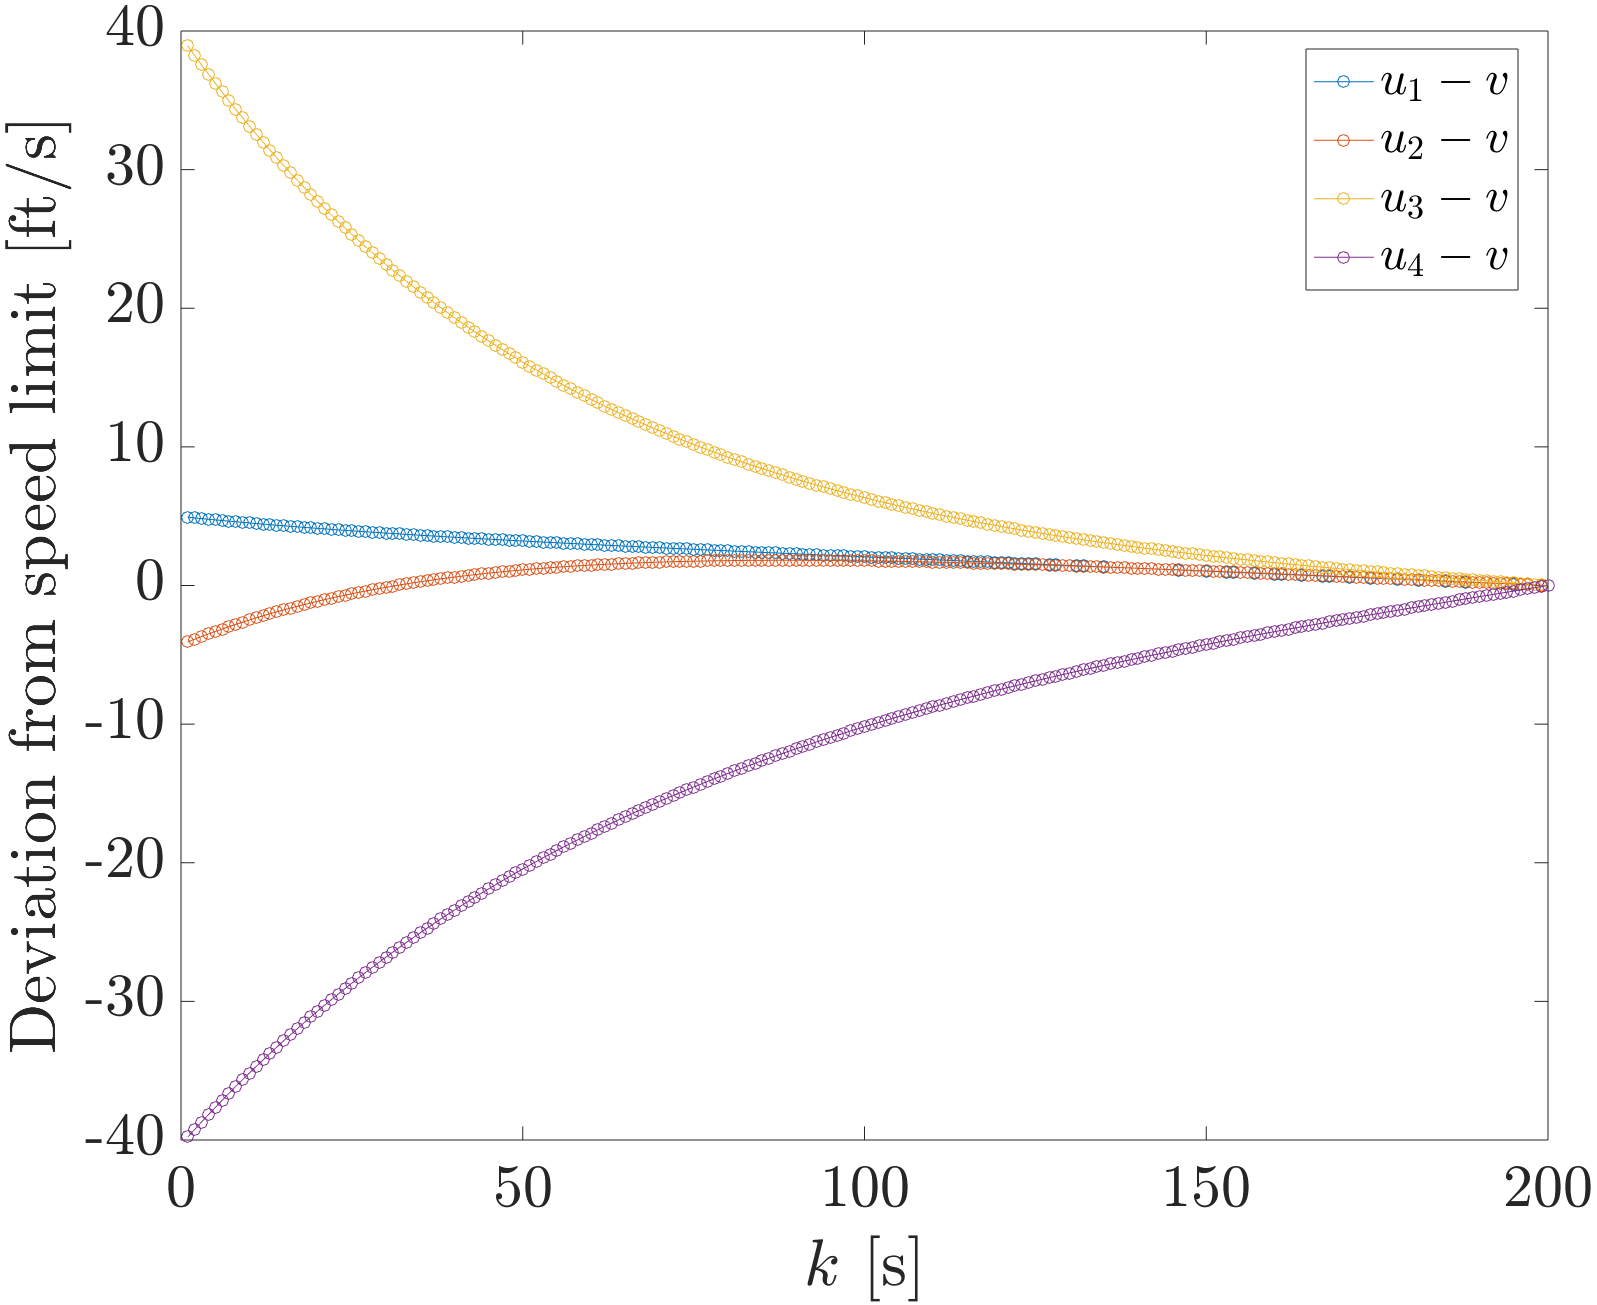 40
30
20
10
0
-10
-20
-30
-40
0 50 100 150 200
k [s]
Deviation from speed limit [ft/s]
u₁ − v
u₂ − v
u₃ − v
u₄ − v